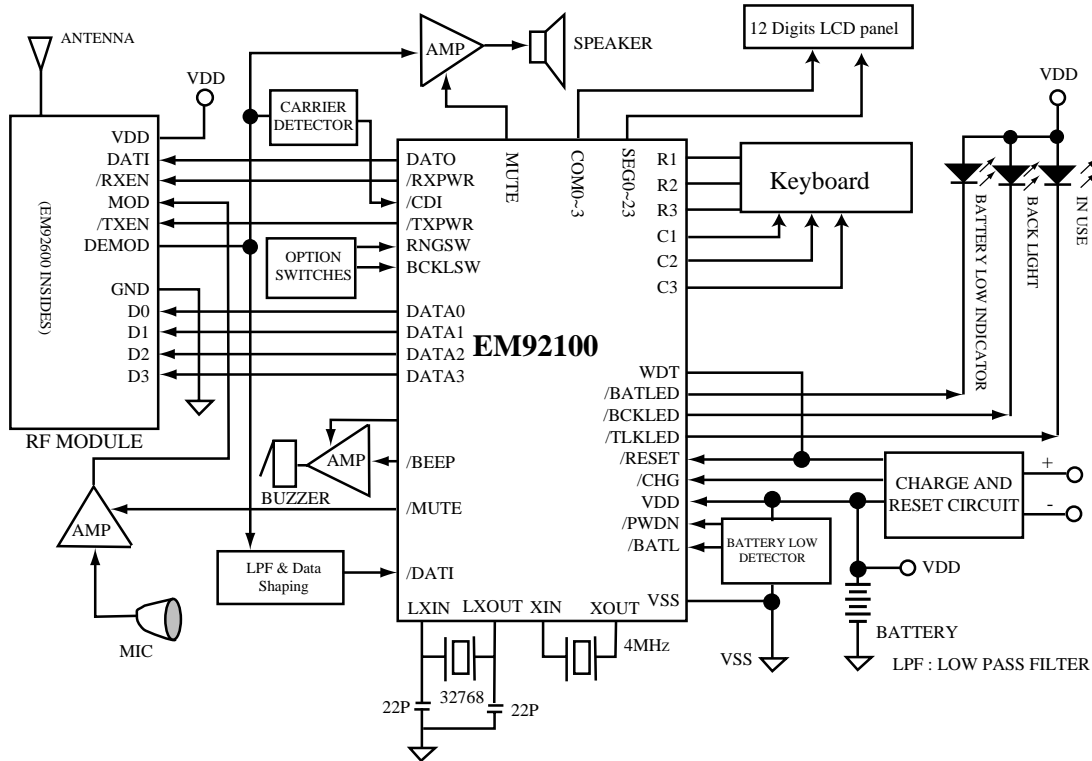 ANTENNA
VDD
VDD
DATI
/RXEN
MOD
/TXEN
DEMOD
GND
D0
D1
D2
D3
(EM92600 INSIDES)
RF MODULE
AMP
SPEAKER
CARRIER
DETECTOR
OPTION
SWITCHES
12 Digits LCD panel
DATO
/RXPWR
/CDI
/TXPWR
RNGSW
BCKLSW
DATA0
DATA1
DATA2
DATA3
/BEEP
/MUTE
/DATI
MUTE
COM0~3
SEG0~23
EM92100
R1
R2
R3
C1
C2
C3
Keyboard
VDD
BATTERY LOW INDICATOR
BACK LIGHT
IN USE
WDT
/BATLED
/BCKLED
/TLKLED
/RESET
/CHG
VDD
/PWDN
/BATL
VSS
CHARGE AND
RESET CIRCUIT
+
-
BATTERY LOW
DETECTOR
VDD
BATTERY
VSS
LPF : LOW PASS FILTER
AMP
BUZZER
AMP
MIC
LPF & Data
Shaping
LXIN
LXOUT
XIN
XOUT
32768
4MHz
22P
22P